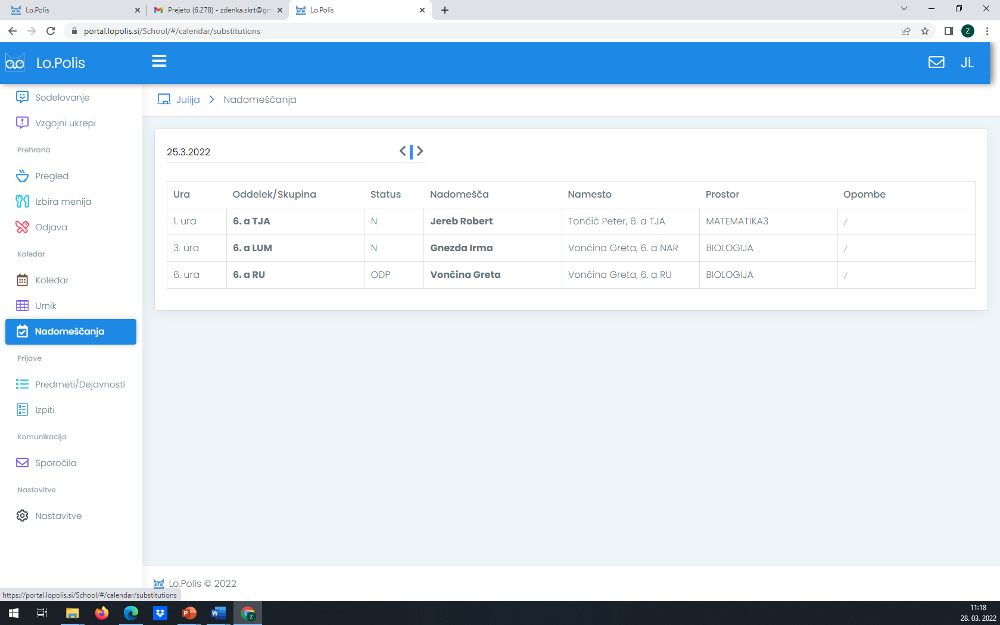 Lo.Polis
Prejeto (6.278) - zdenka.skrt@gm
Lo.Polis
portal.lopolis.si/School/#/calendar/substitutions
Z
Lo.Polis
JL
Sodelovanje
Vzgojni ukrepi
Prehrana
Pregled
Izbira menija
Odjava
Koledar
Koledar
Urnik
Nadomeščanja
Prijave
Predmeti/Dejavnosti
Izpiti
Komunikacija
Sporočila
Nastavitve
Nastavitve
Julija > Nadomeščanja
25.3.2022
Ura Oddelek/Skupina Status Nadomešča Namesto Prostor Opombe
1. ura 6. a TJA N Jereb Robert Tončič Peter, 6. a TJA MATEMATIKA3 /
3. ura 6. a LUM N Gnezda Irma Vončina Greta, 6. a NAR BIOLOGIJA /
6. ura 6. a RU ODP Vončina Greta Vončina Greta, 6. a RU BIOLOGIJA /
Lo.Polis © 2022
https://portal.lopolis.si/School/#/calendar/substitutions
11:18
28. 03. 2022